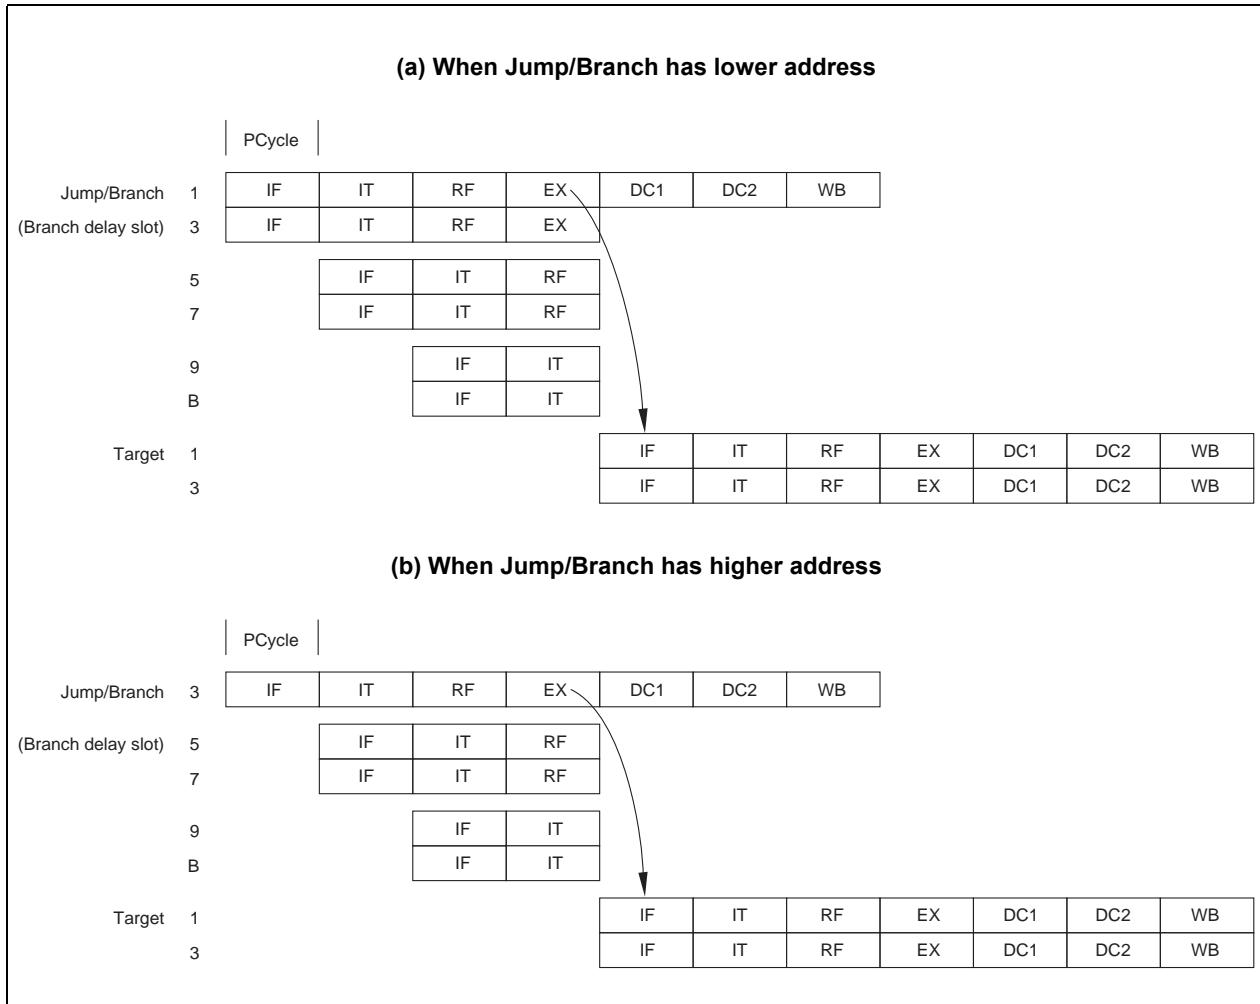 (a) When Jump/Branch has lower address
PCycle
Jump/Branch 1 IF IT RF EX DC1 DC2 WB
(Branch delay slot) 3 IF IT RF EX
5 IF IT RF
7 IF IT RF
9 IF IT
B IF IT
Target 1 IF IT RF EX DC1 DC2 WB
3 IF IT RF EX DC1 DC2 WB
(b) When Jump/Branch has higher address
PCycle
Jump/Branch 3 IF IT RF EX DC1 DC2 WB
(Branch delay slot) 5 IF IT RF
7 IF IT RF
9 IF IT
B IF IT
Target 1 IF IT RF EX DC1 DC2 WB
3 IF IT RF EX DC1 DC2 WB